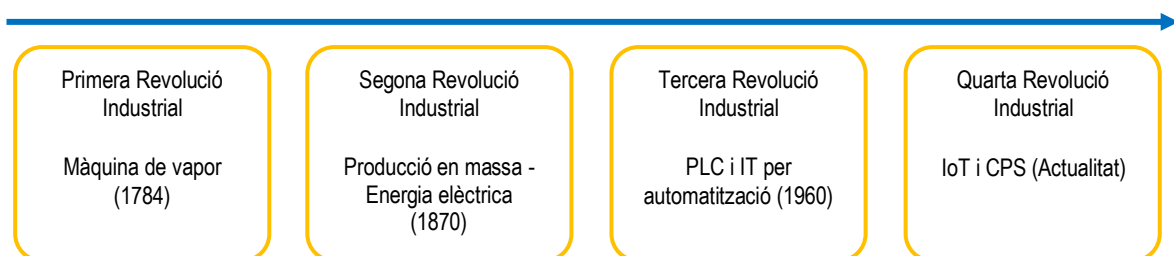 Primera Revolució
Industrial
Màquina de vapor
(1784)
Segona Revolució
Industrial
Producció en massa -
Energia elèctrica
(1870)
Tercera Revolució
Industrial
PLC i IT per
automatització (1960)
Quarta Revolució
Industrial
IoT i CPS (Actualitat)